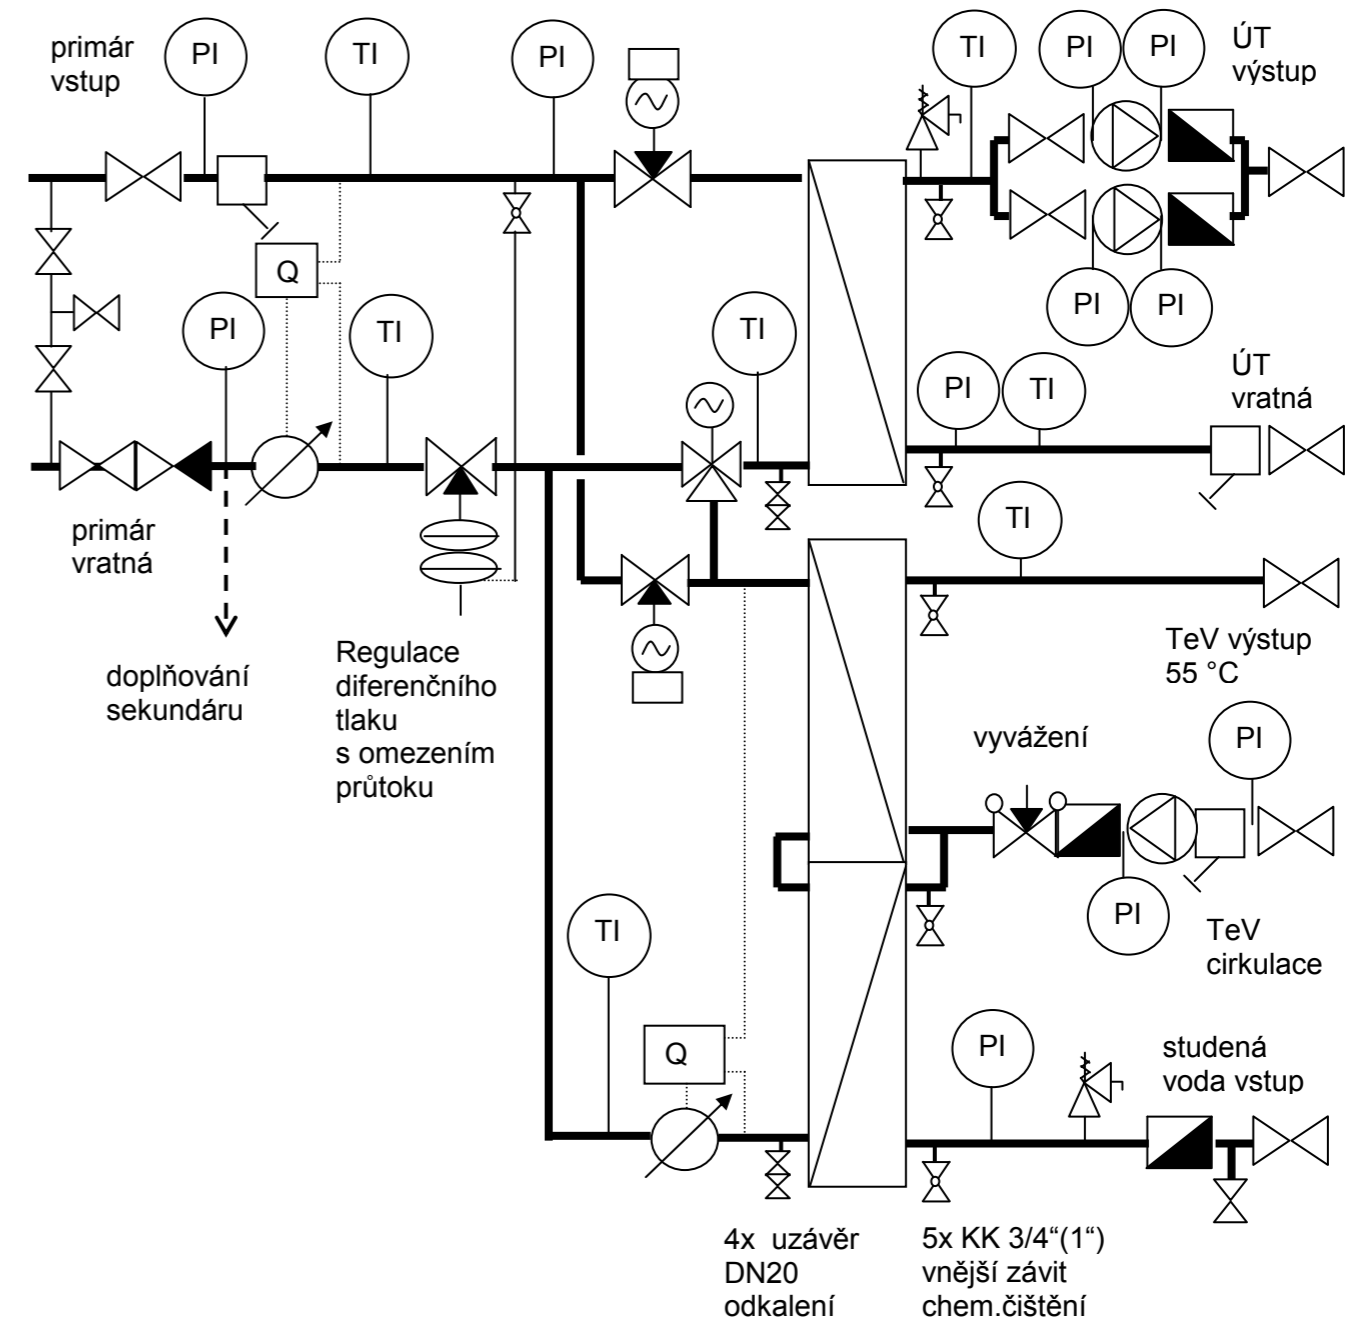 primár
vstup
PI
TI
PI
TI
PI
PI
ÚT
výstup
Q
PI
TI
TI
PI
PI
PI
TI
ÚT
vratná
primár
vratná
TI
doplňování
sekundáru
Regulace
diferenčního
tlaku
s omezením
průtoku
TeV výstup
55 °C
vyvážení
PI
PI
TeV
cirkulace
TI
Q
PI
studená
voda vstup
4x uzávěr
DN20
odkalení
5x KK 3/4“(1“)
vnější závit
chem.čištění